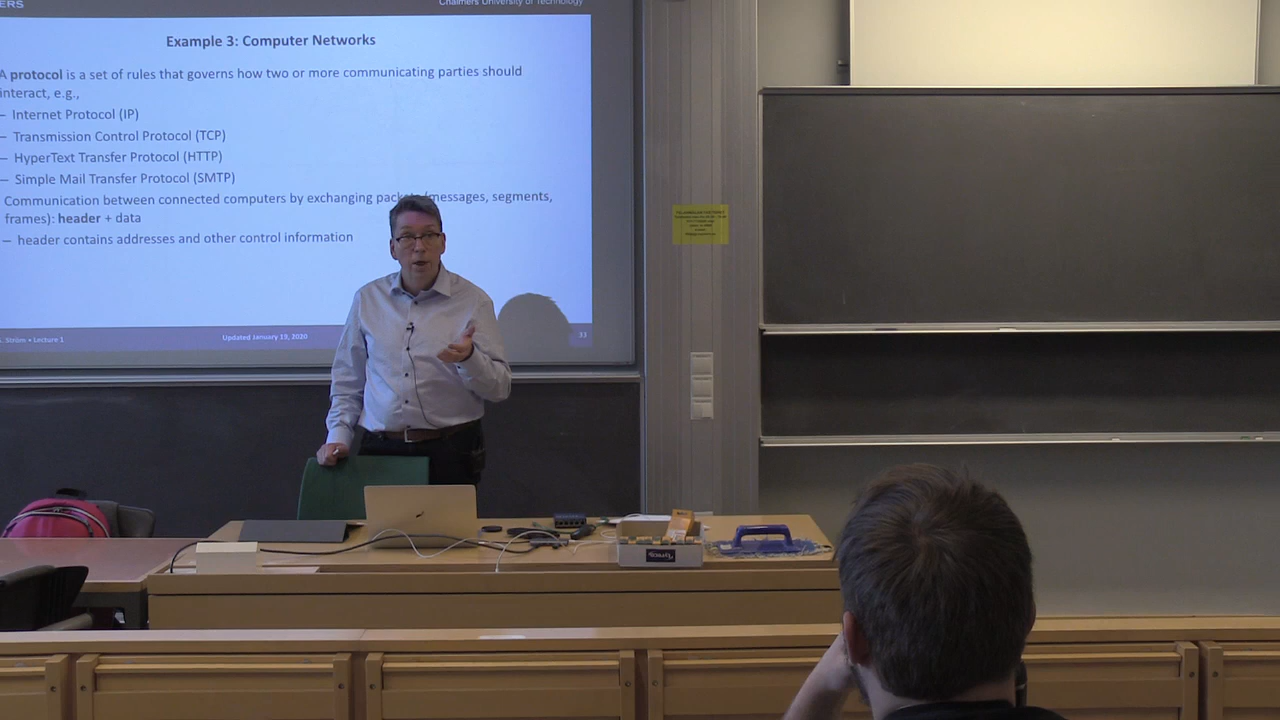 ERS
Chalmers University of Technology
Example 3: Computer Networks
A protocol is a set of rules that governs how two or more communicating parties should
interact, e.g.,
– Internet Protocol (IP)
– Transmission Control Protocol (TCP)
– HyperText Transfer Protocol (HTTP)
– Simple Mail Transfer Protocol (SMTP)
Communication between connected computers by exchanging packets (messages, segments,
frames): header + data
– header contains addresses and other control information
. Ström • Lecture 1
Updated January 19, 2020
33